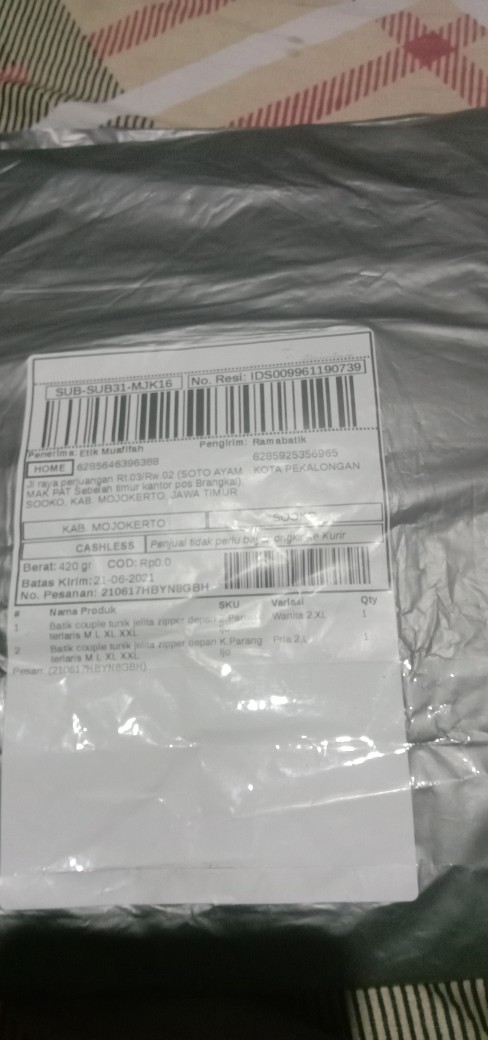 SUB-SUB31-MJK16 No. Resi: IDS009961190739
Penerima: Etik Muafifah Pengirim: Ramabatik
HOME 6285648396388 6285925356965
Jl raya perjuangan Rt.03/Rw.02 (SOTO AYAM KOTA PEKALONGAN
MAK PAT Sebelah timur kantor pos Brangkal)
SOOKO, KAB. MOJOKERTO, JAWA TIMUR
KAB. MOJOKERTO SOOKO
CASHLESS Penjual tidak perlu bayar ongkir ke Kurir
Berat: 420 gr COD: Rp0.0
Batas Kirim: 21-06-2021
No. Pesanan: 210617HBYN8GBH
# Nama Produk SKU Variasi Qty
1 Batik couple tunik jelita zipper depan Wanita 2.XL 1
terlaris M L XL XXL
2 Batik couple tunik jelita zipper depan K.Parang Pria 1
terlaris M L XL XXL Ijo
Pesan: (210617HBYN8GBH)